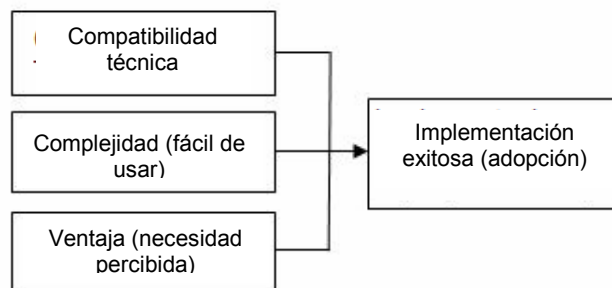 Compatibilidad
técnica
Complejidad (fácil de
usar)
Implementación
exitosa (adopción)
Ventaja (necesidad
percibida)